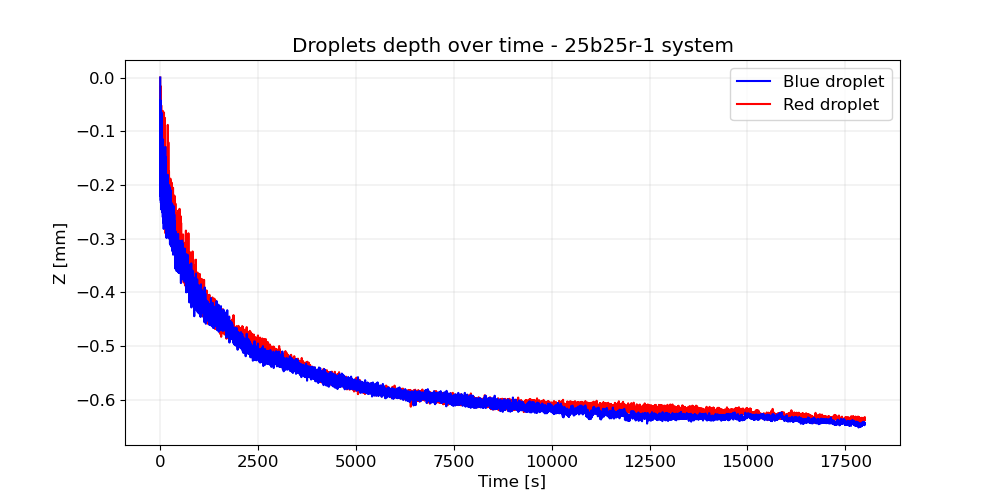 Droplets depth over time - 25b25r-1 system
Blue droplet
Red droplet
0.0
−0.1
−0.2
−0.3
−0.4
−0.5
−0.6
Z [mm]
0 2500 5000 7500 10000 12500 15000 17500
Time [s]